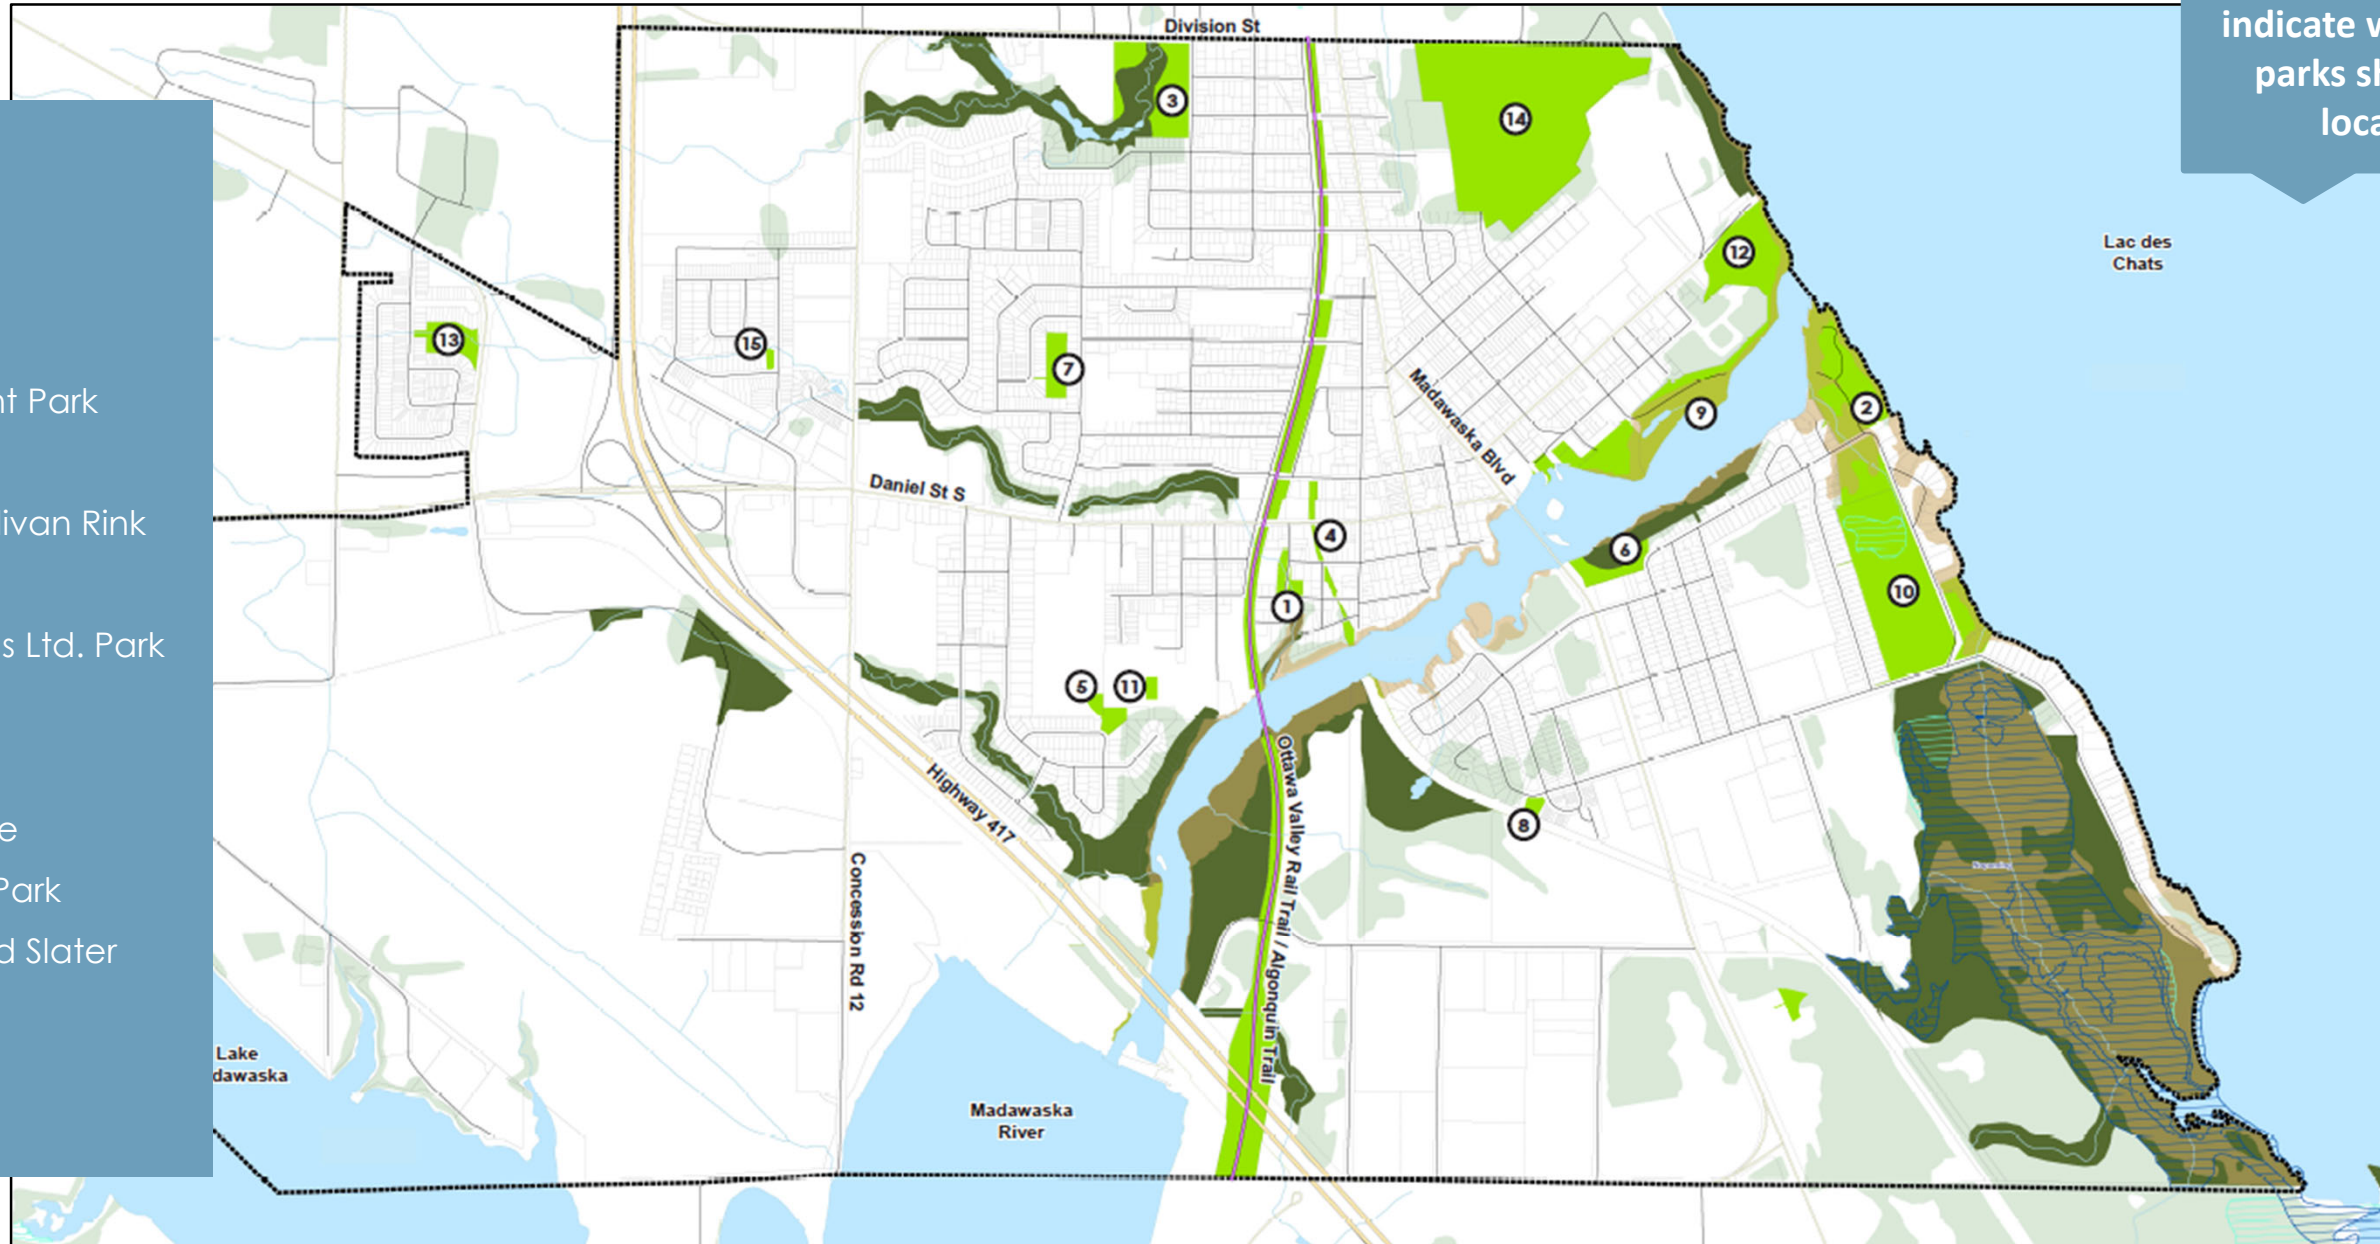 indicate w
parks sh
loca
nt Park
livan Rink
s Ltd. Park
e
Park
d Slater
Division St
Lac des
Chats
Madawaska Blvd
Daniel St S
Highway 417
Concession Rd 12
Ottawa Valley Rail Trail / Algonquin Trail
Lake
dawaska
Madawaska
River
3
14
12
13
15
7
9
2
4
6
1
10
5
11
8